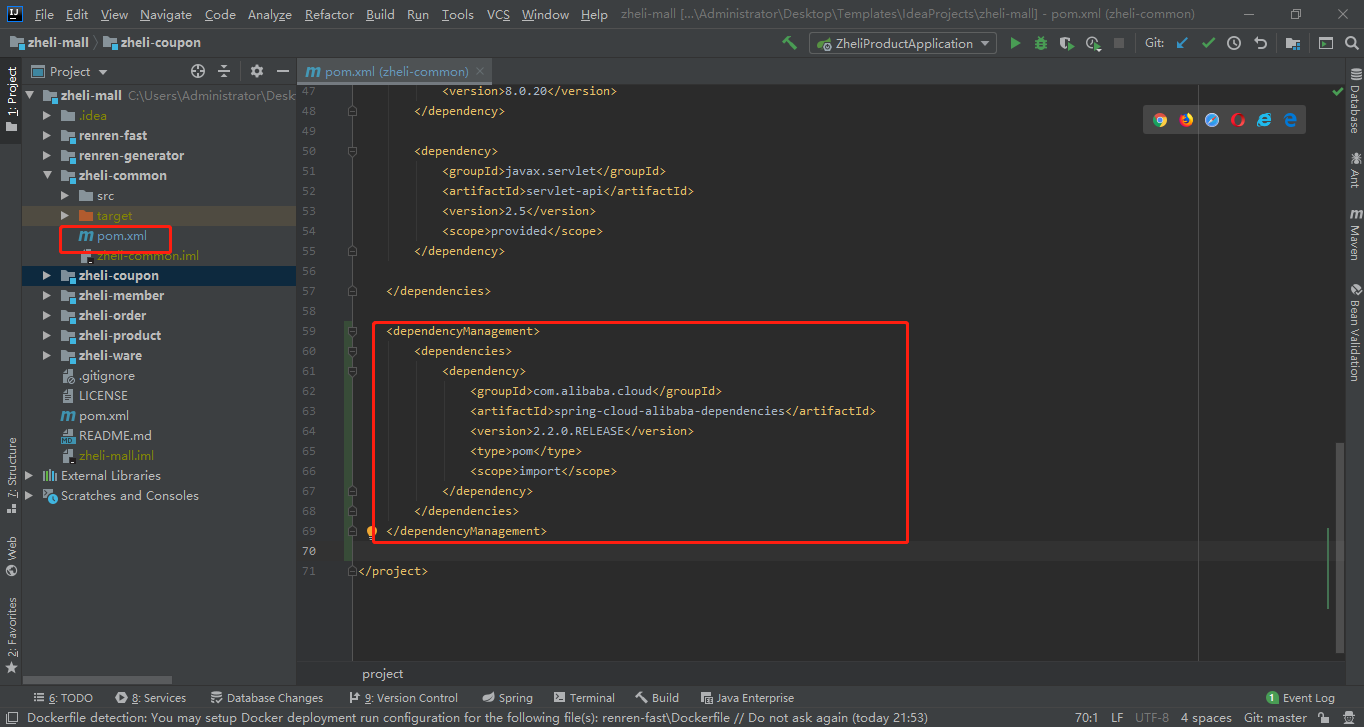 File Edit View Navigate Code Analyze Refactor Build Run Tools VCS Window Help zheli-mall [...\Administrator\Desktop\Templates\IdeaProjects\zheli-mall] - pom.xml (zheli-common)
zheli-mall zheli-coupon ZheliProductApplication Git:
1: Project
Project
pom.xml (zheli-common)
zheli-mall C:\Users\Administrator\Desk
.idea
renren-fast
renren-generator
zheli-common
src
target
pom.xml
zheli-common.iml
zheli-coupon
zheli-member
zheli-order
zheli-product
zheli-ware
.gitignore
LICENSE
pom.xml
README.md
zheli-mall.iml
External Libraries
Scratches and Consoles
7: Structure
Web
2: Favorites
47 <version>8.0.20</version>
48 </dependency>
49
50 <dependency>
51 <groupId>javax.servlet</groupId>
52 <artifactId>servlet-api</artifactId>
53 <version>2.5</version>
54 <scope>provided</scope>
55 </dependency>
56
57 </dependencies>
58
59 <dependencyManagement>
60 <dependencies>
61 <dependency>
62 <groupId>com.alibaba.cloud</groupId>
63 <artifactId>spring-cloud-alibaba-dependencies</artifactId>
64 <version>2.2.0.RELEASE</version>
65 <type>pom</type>
66 <scope>import</scope>
67 </dependency>
68 </dependencies>
69 </dependencyManagement>
70
71 </project>
project
Database
Ant
Maven
Bean Validation
6: TODO 8: Services Database Changes 9: Version Control Spring Terminal Build Java Enterprise 1 Event Log
Dockerfile detection: You may setup Docker deployment run configuration for the following file(s): renren-fast\Dockerfile // Do not ask again (today 21:53) 70:1 LF UTF-8 4 spaces Git: master